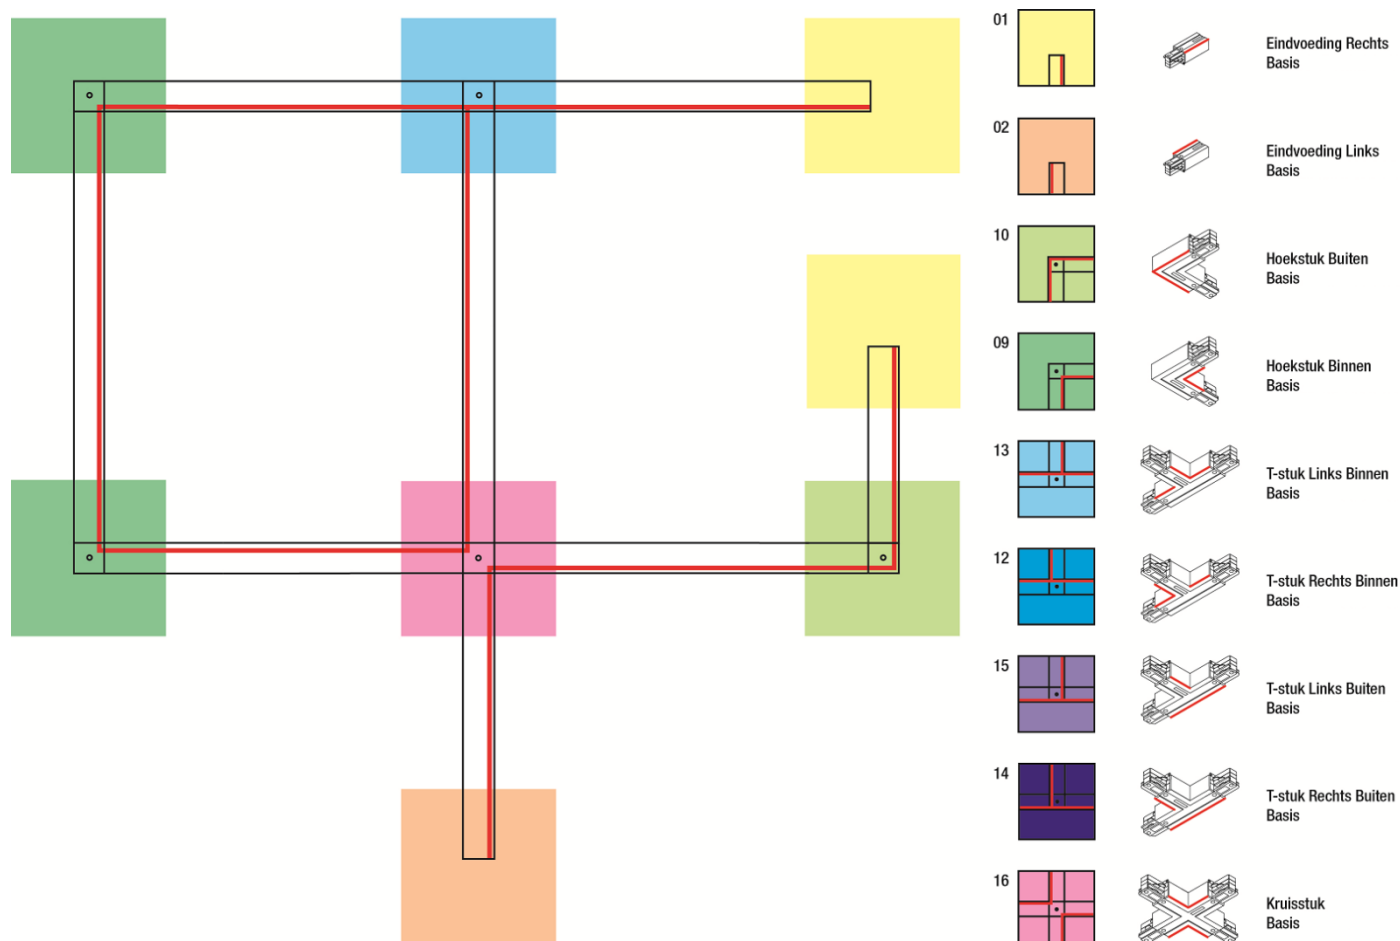 01
Eindvoeding Rechts
Basis
02
Eindvoeding Links
Basis
10
Hoekstuk Buiten
Basis
09
Hoekstuk Binnen
Basis
13
T-stuk Links Binnen
Basis
12
T-stuk Rechts Binnen
Basis
15
T-stuk Links Buiten
Basis
14
T-stuk Rechts Buiten
Basis
16
Kruisstuk
Basis